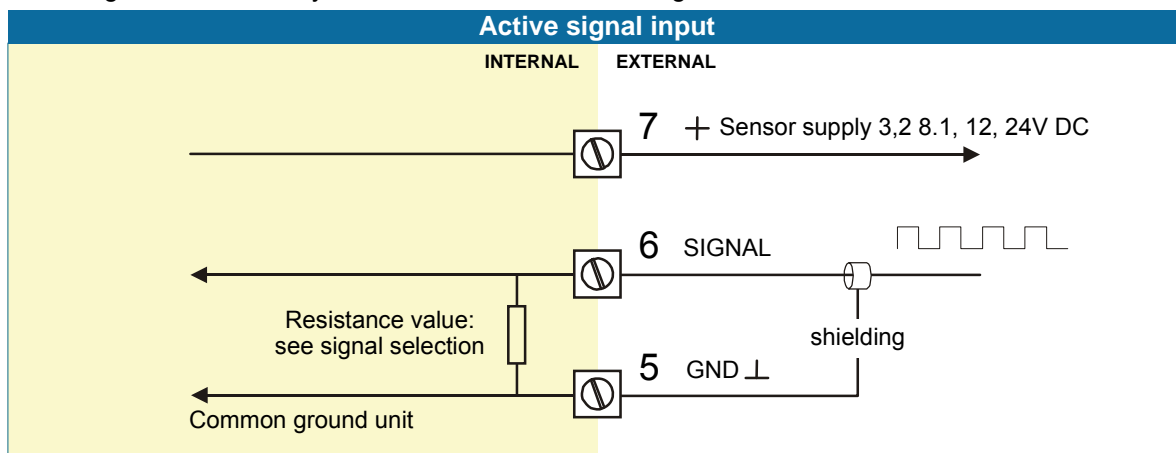 Active signal input
INTERNAL EXTERNAL
7 + Sensor supply 3,2 8.1, 12, 24V DC
6 SIGNAL
Resistance value:
see signal selection
shielding
5 GND ⊥
Common ground unit